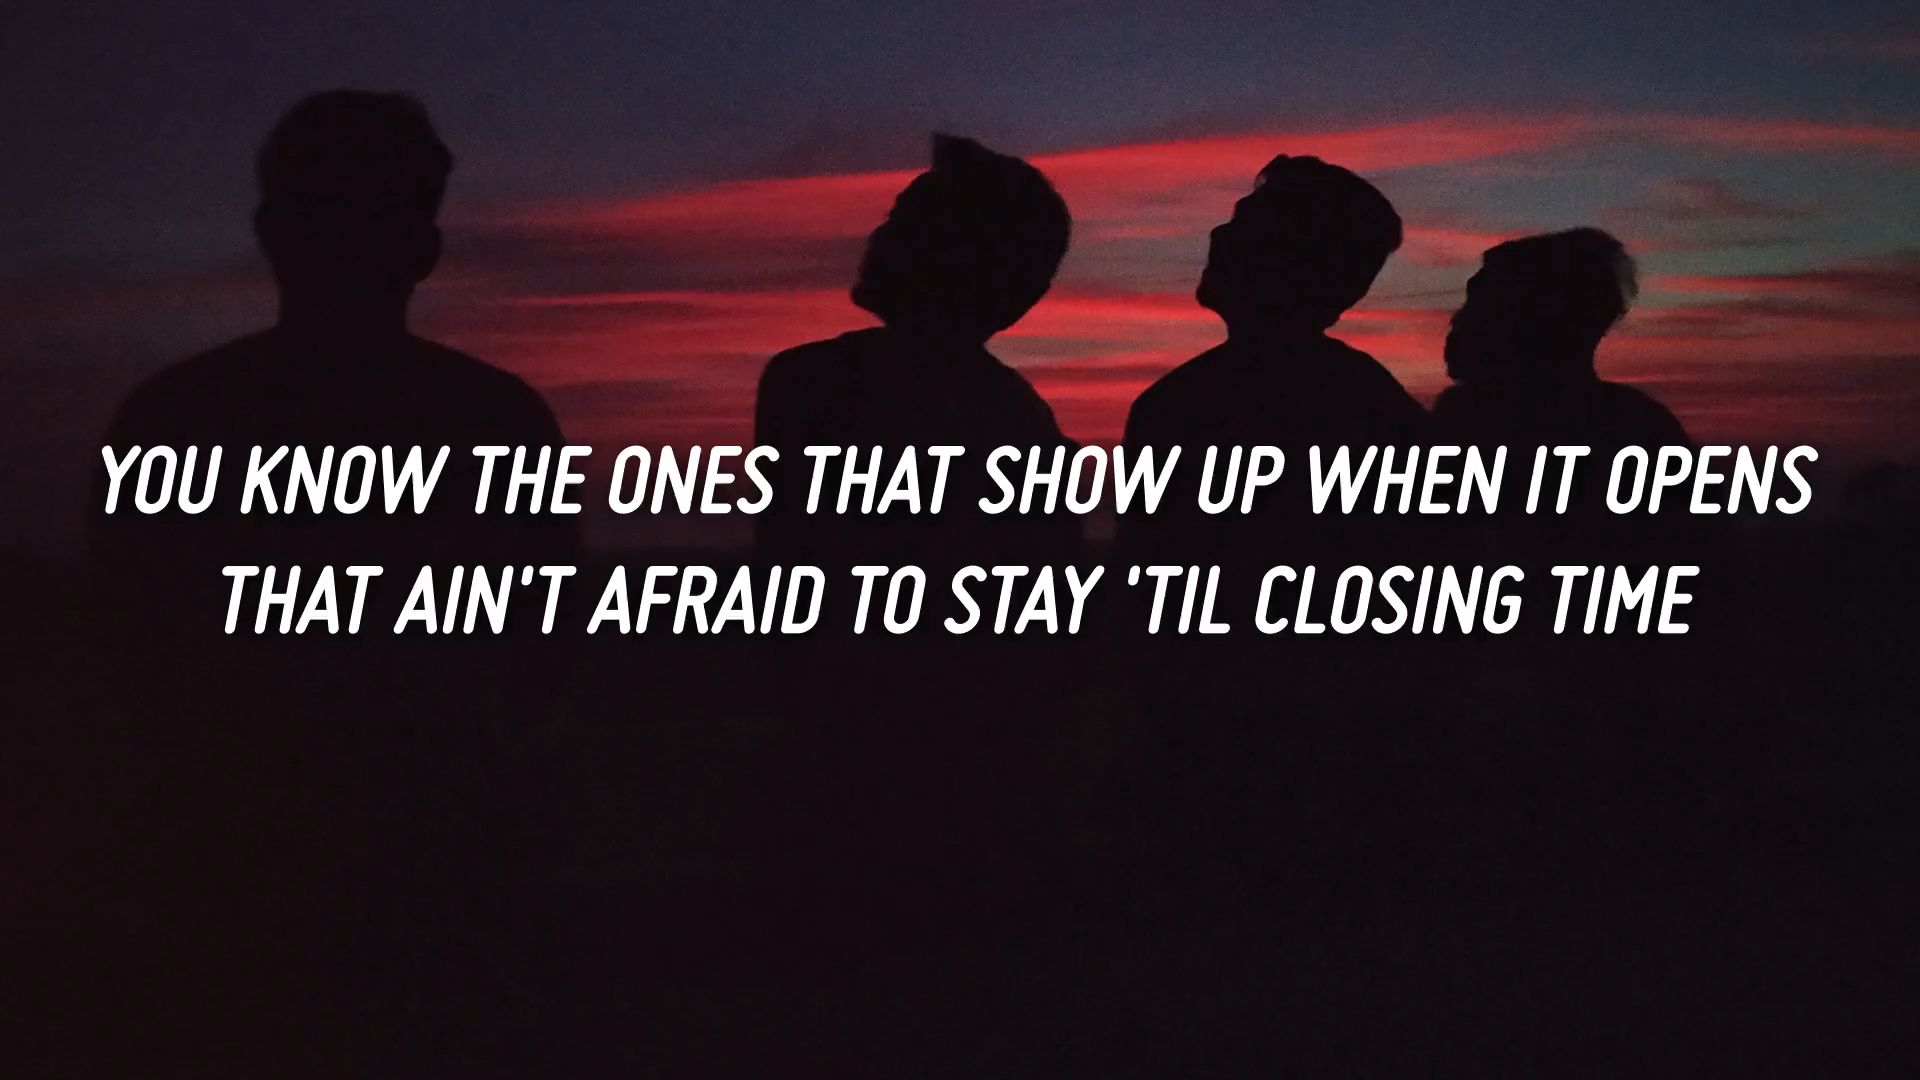 YOU KNOW THE ONES THAT SHOW UP WHEN IT OPENS
THAT AIN'T AFRAID TO STAY 'TIL CLOSING TIME